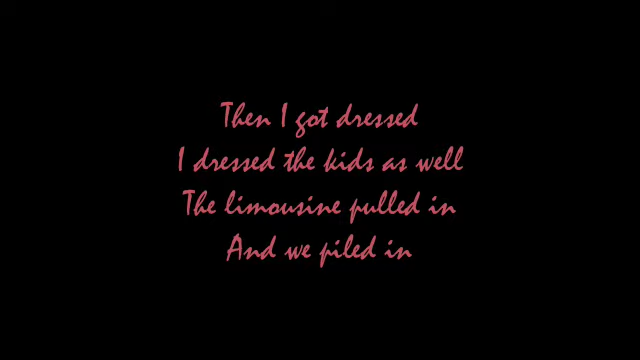 Then I got dressed
I dressed the kids as well
The limousine pulled in
And we piled in